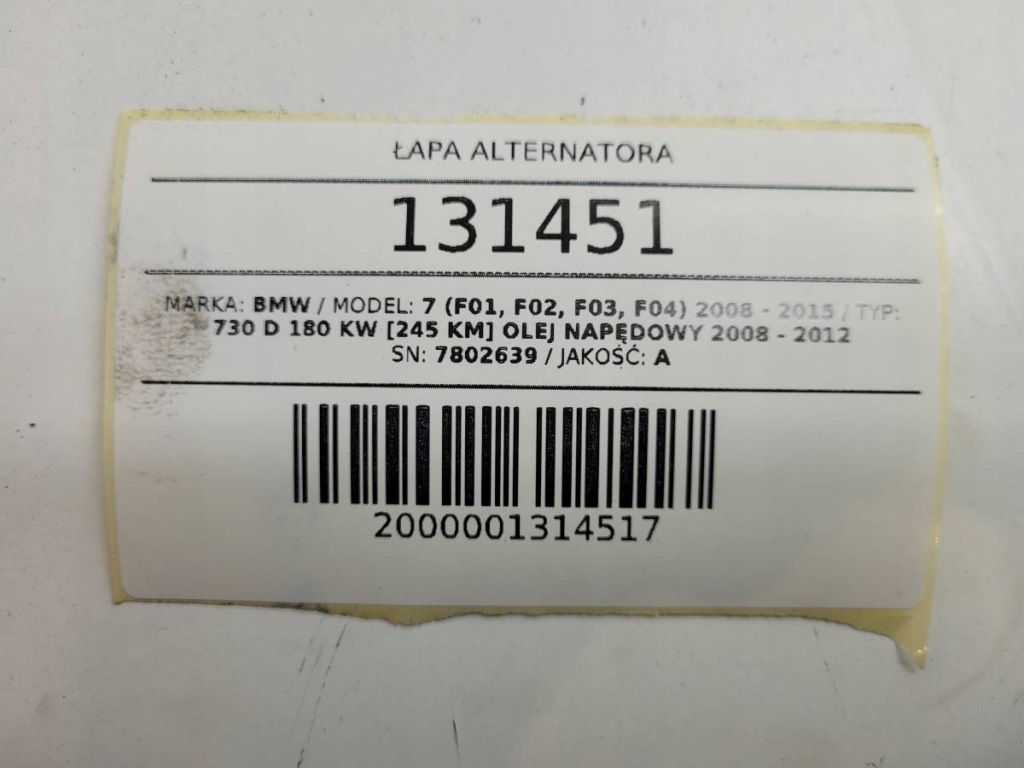 ŁAPA ALTERNATORA
131451
MARKA: BMW / MODEL: 7 (F01, F02, F03, F04) 2008 - 2015 / TYP:
730 D 180 KW [245 KM] OLEJ NAPĘDOWY 2008 - 2012
SN: 7802639 / JAKOŚĆ: A
2000001314517